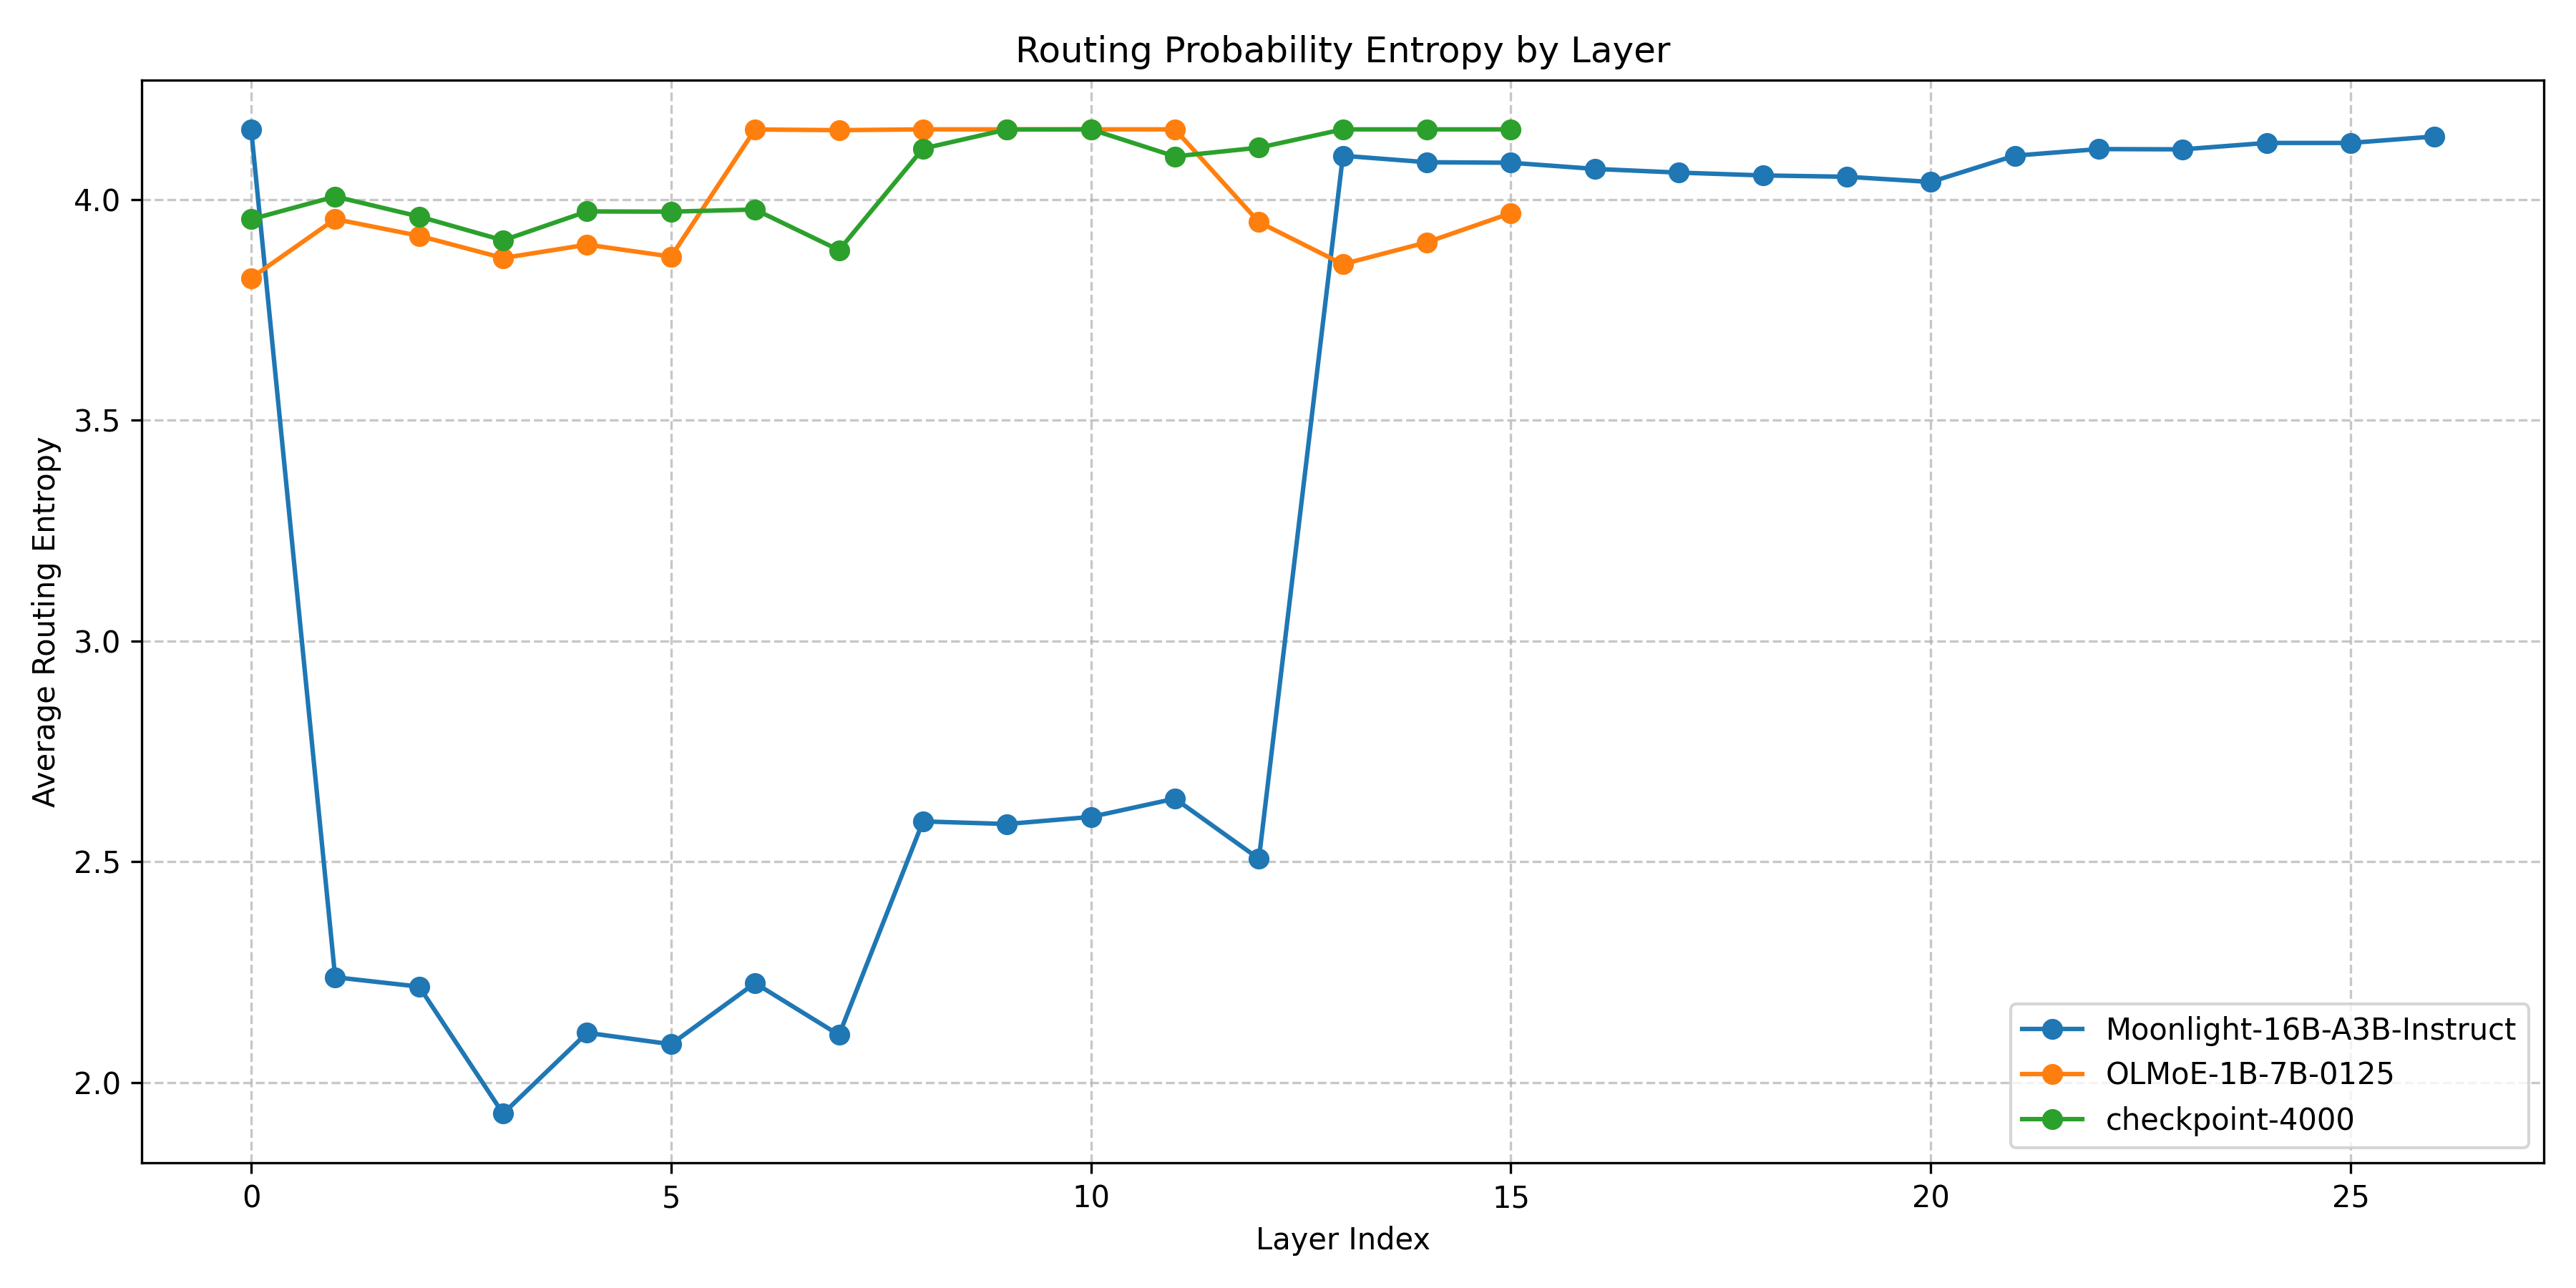 Routing Probability Entropy by Layer
Average Routing Entropy
4.0
3.5
3.0
2.5
2.0
0 5 10 15 20 25
Layer Index
Moonlight-16B-A3B-Instruct
OLMoE-1B-7B-0125
checkpoint-4000